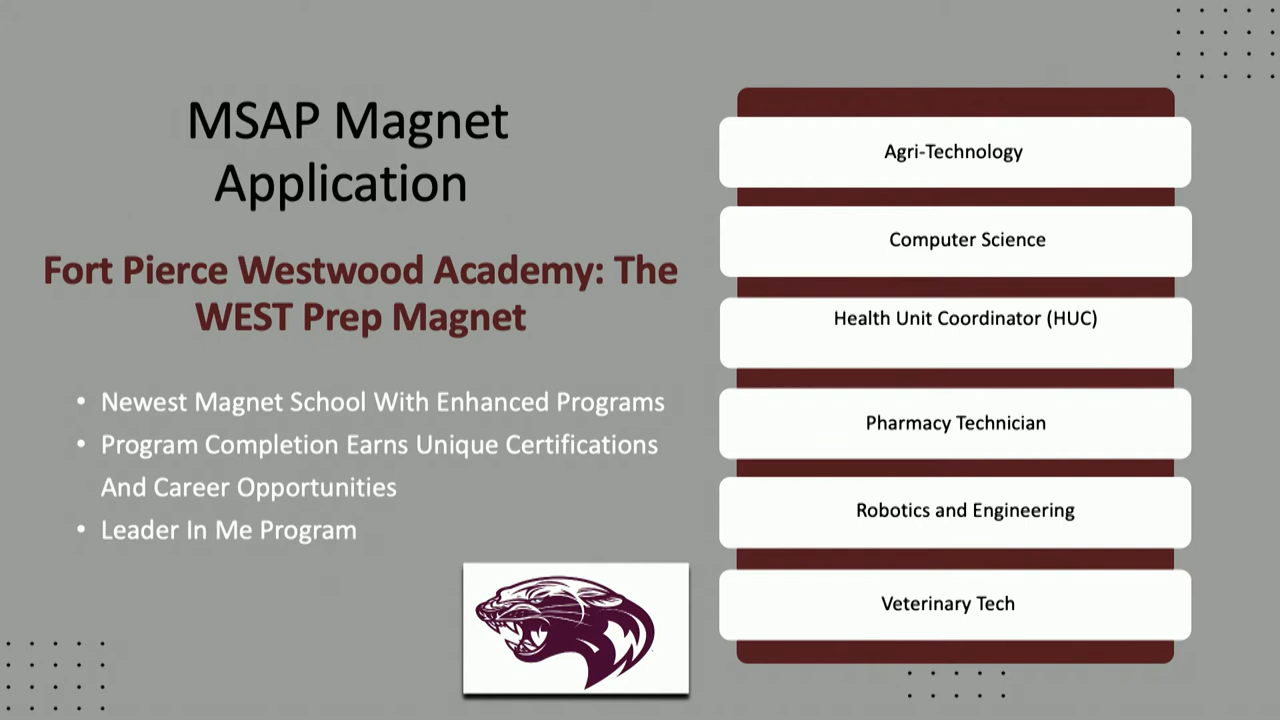 MSAP Magnet
Application
Fort Pierce Westwood Academy: The
WEST Prep Magnet
• Newest Magnet School With Enhanced Programs
• Program Completion Earns Unique Certifications
And Career Opportunities
• Leader In Me Program
Agri-Technology
Computer Science
Health Unit Coordinator (HUC)
Pharmacy Technician
Robotics and Engineering
Veterinary Tech